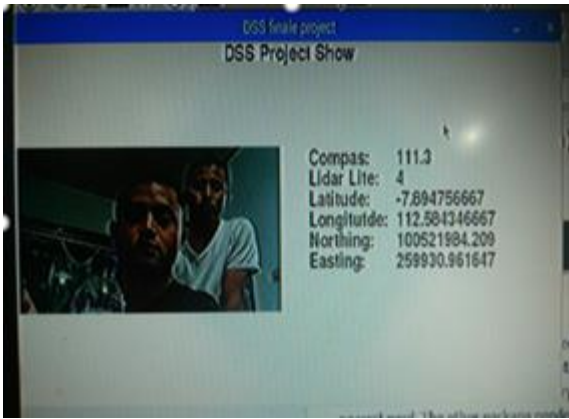 DSS finale project
DSS Project Show
Compas: 111.3
Lidar Lite: 4
Latitude: -7.894756667
Longitutde: 112.584346667
Northing: 100521984.209
Easting: 259930.961647